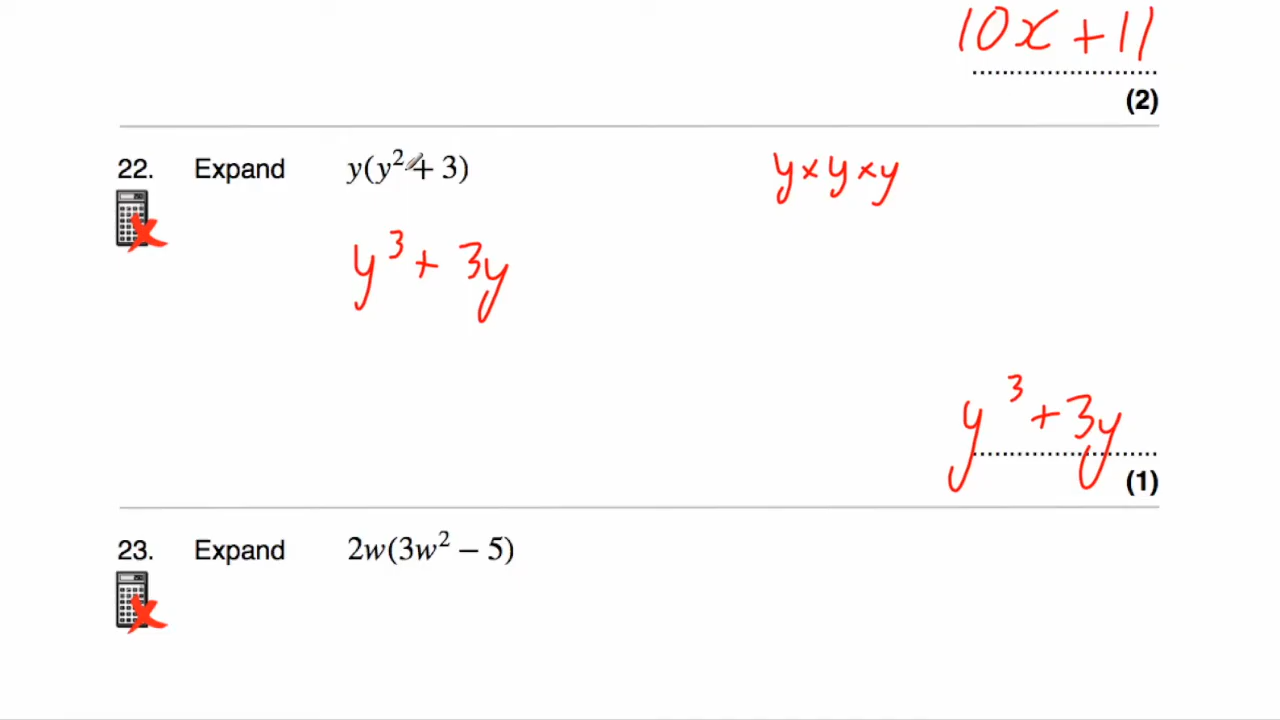 10x + 11
(2)
22. Expand y(y² + 3) y × y × y
y³ + 3y
y³ + 3y
(1)
23. Expand 2w(3w² − 5)